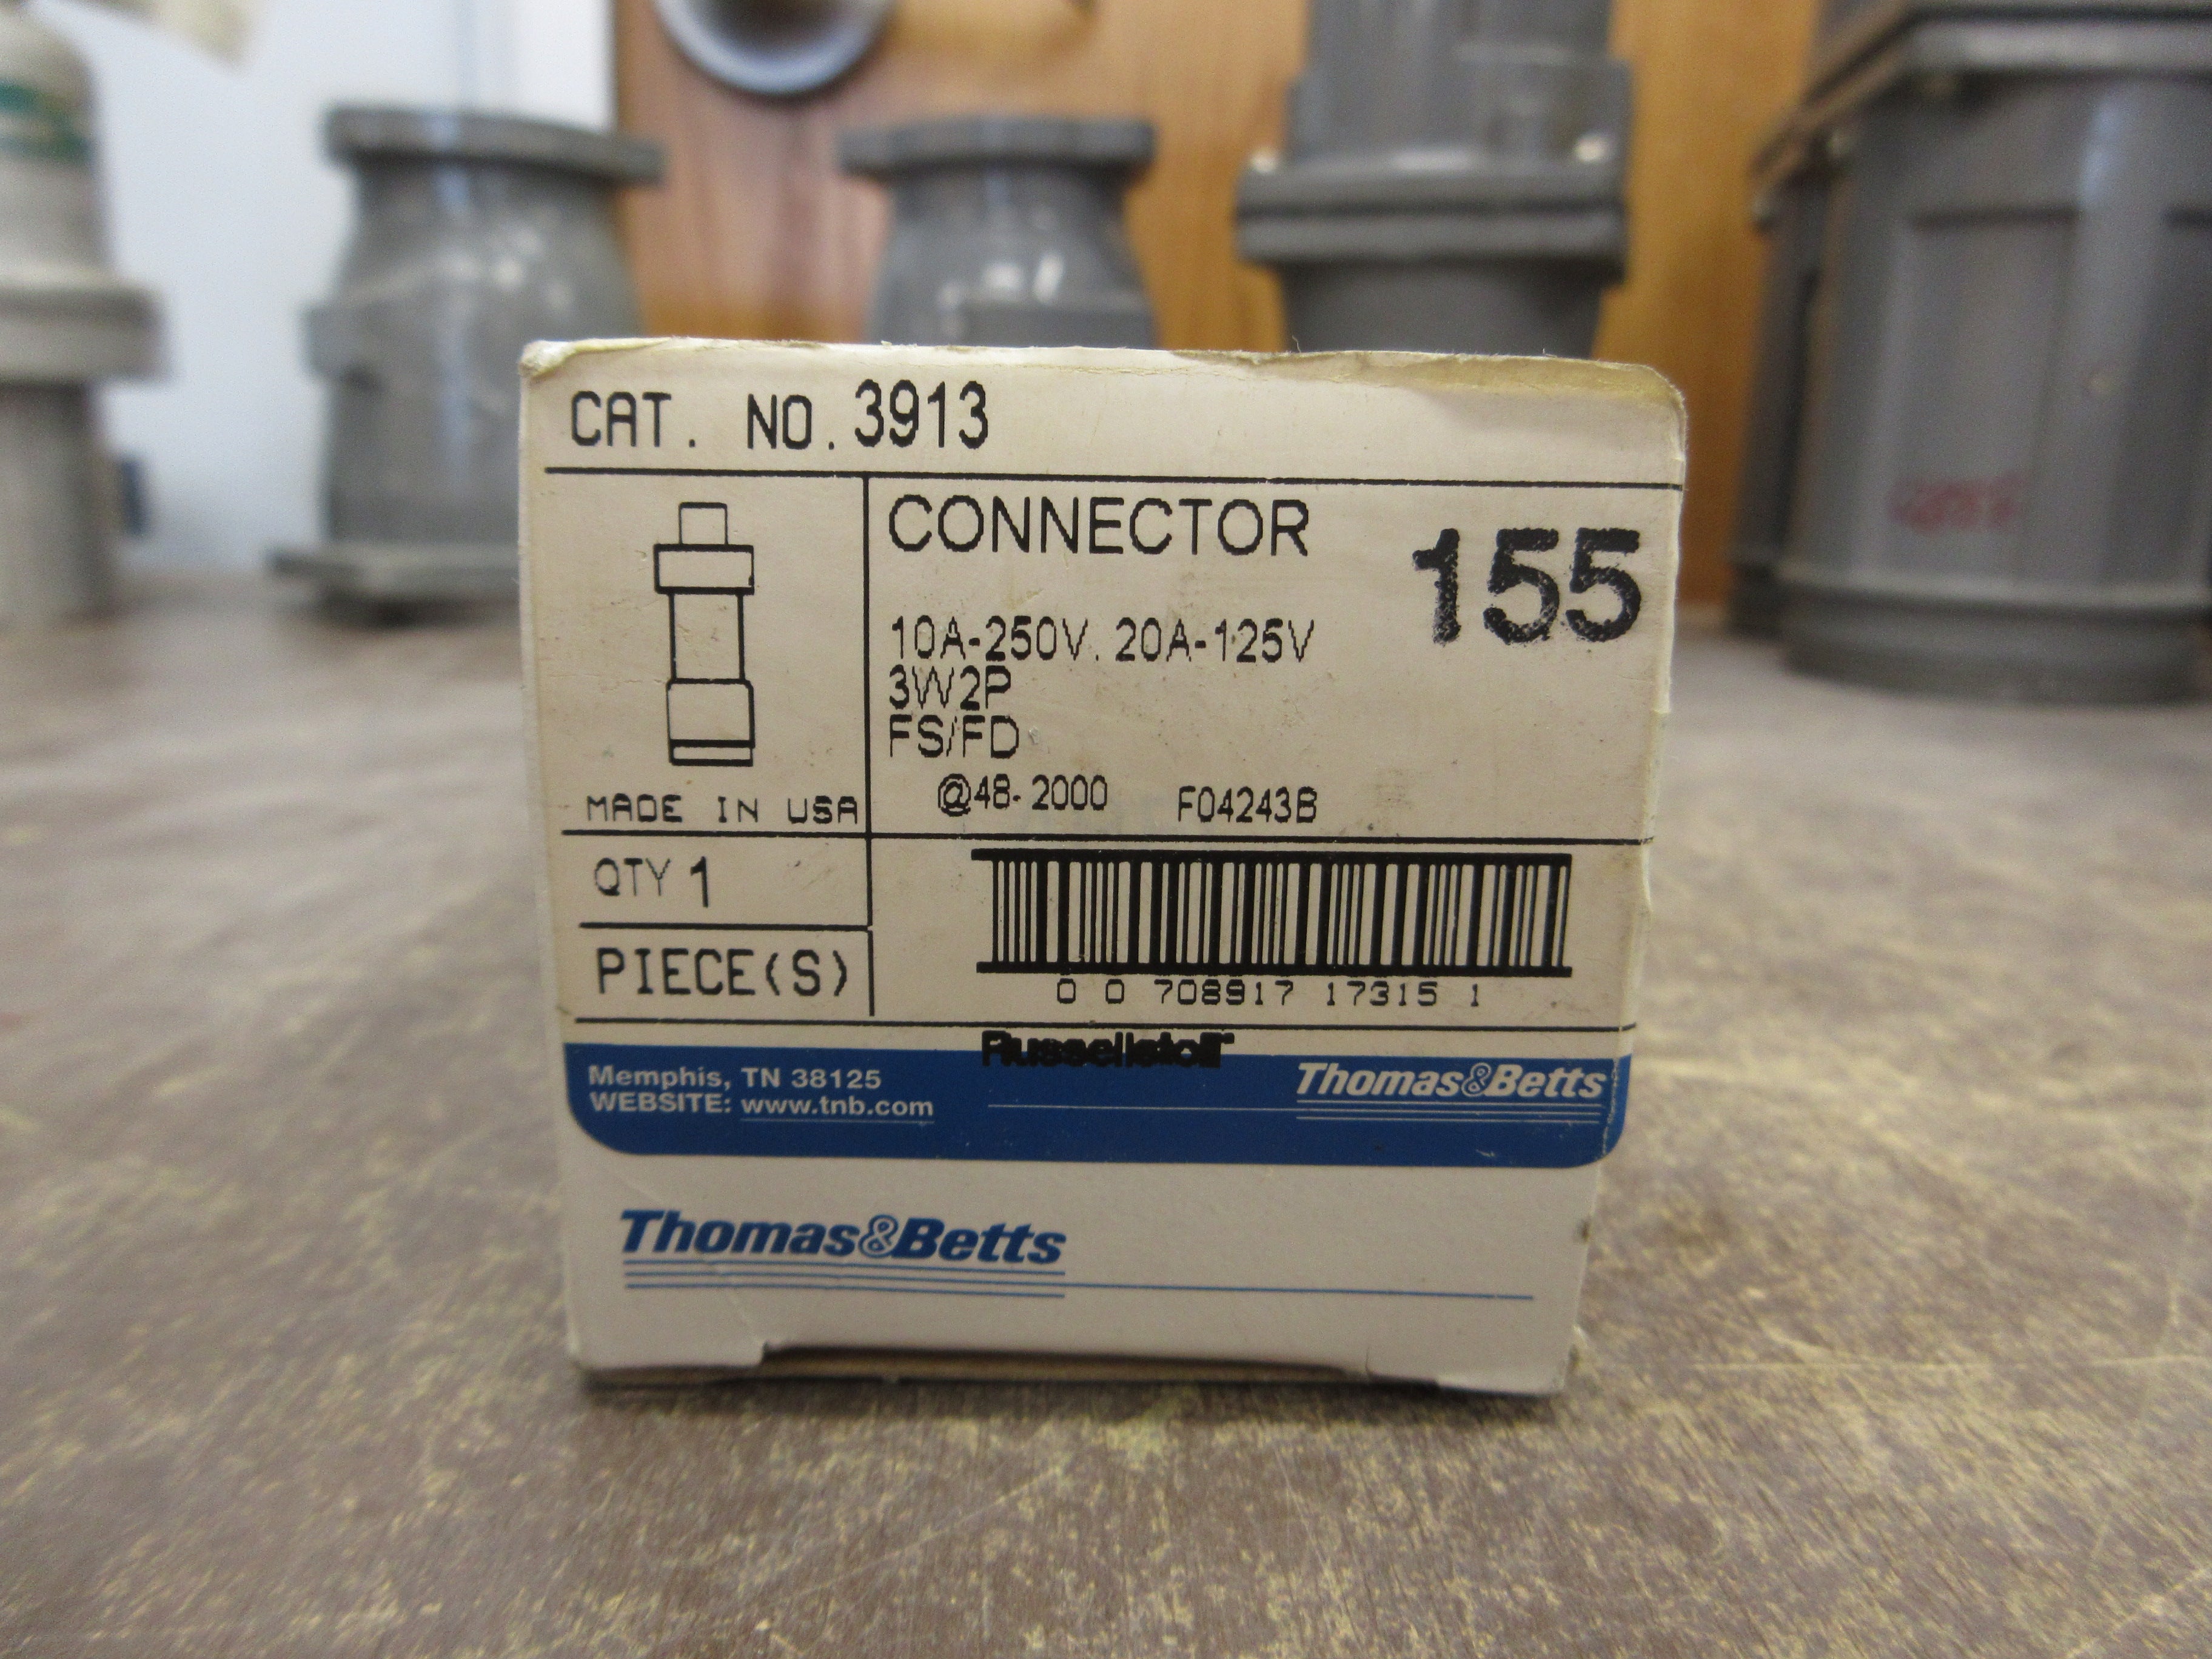 CAT. NO. 3913
CONNECTOR
155
10A-250V. 20A-125V
3W2P
FS/FD
@48-2000 F04243B
MADE IN USA
QTY 1
PIECE(S)
0 0 708917 17315 1
Russellstoll
Memphis, TN 38125
WEBSITE: www.tnb.com
Thomas&Betts
Thomas&Betts